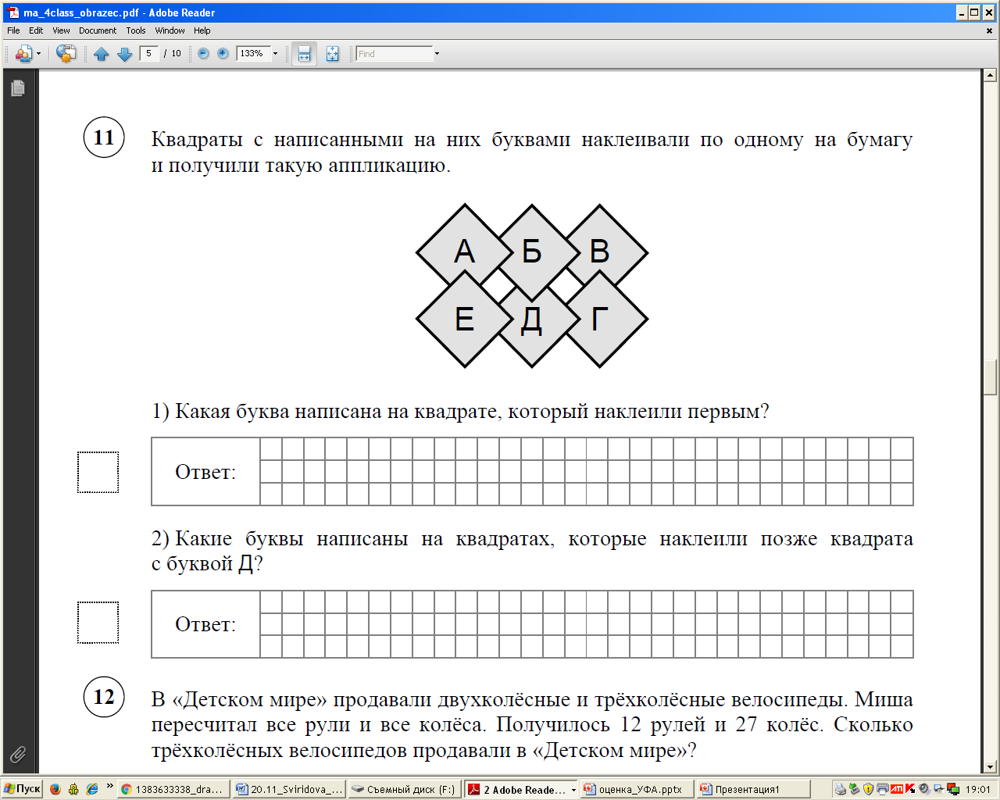 ma_4class_obrazec.pdf - Adobe Reader
File Edit View Document Tools Window Help
5 / 10 133% Find
11 Квадраты с написанными на них буквами наклеивали по одному на бумагу
и получили такую аппликацию.
А Б В
Е Д Г
1) Какая буква написана на квадрате, который наклеили первым?
Ответ:
2) Какие буквы написаны на квадратах, которые наклеили позже квадрата
с буквой Д?
Ответ:
12 В «Детском мире» продавали двухколёсные и трёхколёсные велосипеды. Миша
пересчитал все рули и все колёса. Получилось 12 рулей и 27 колёс. Сколько
трёхколёсных велосипедов продавали в «Детском мире»?
Пуск » 1383633338_dra... 20.11_Sviridova_... Съемный диск (F:) 2 Adobe Reade... оценка_УФА.pptx Презентация1 19:01